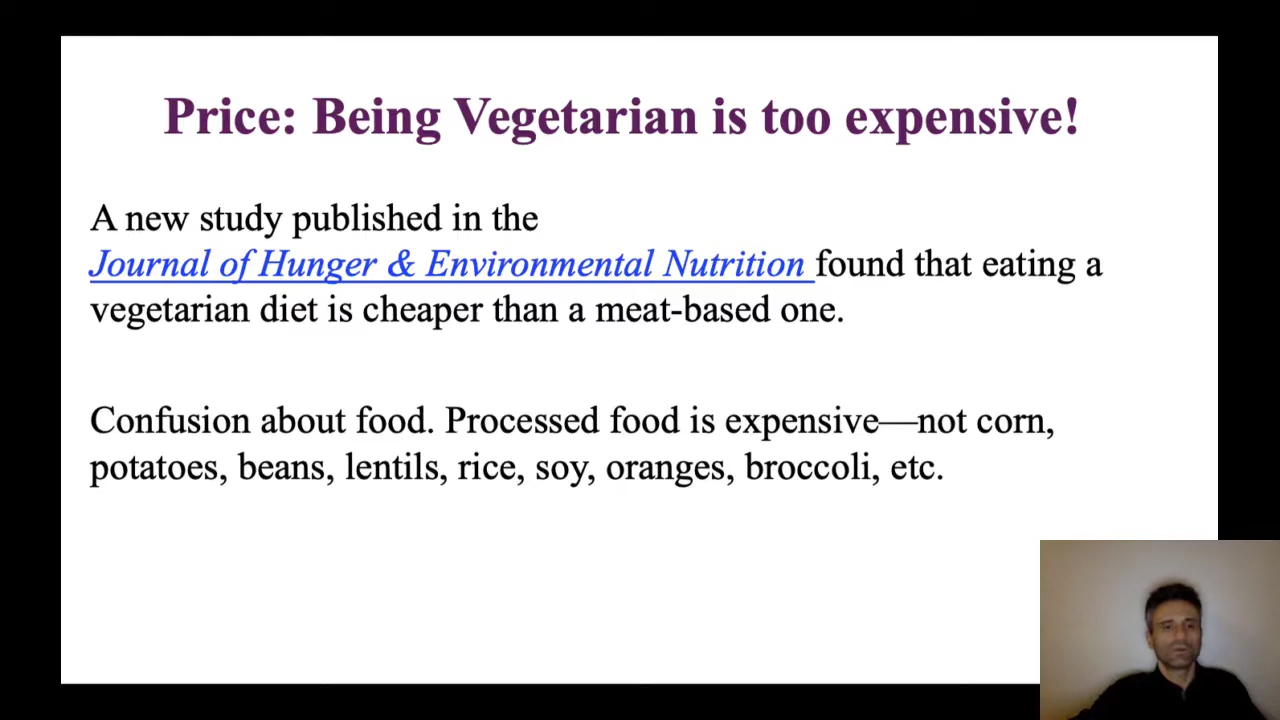 Price: Being Vegetarian is too expensive!
A new study published in the
Journal of Hunger & Environmental Nutrition found that eating a
vegetarian diet is cheaper than a meat-based one.
Confusion about food. Processed food is expensive—not corn,
potatoes, beans, lentils, rice, soy, oranges, broccoli, etc.